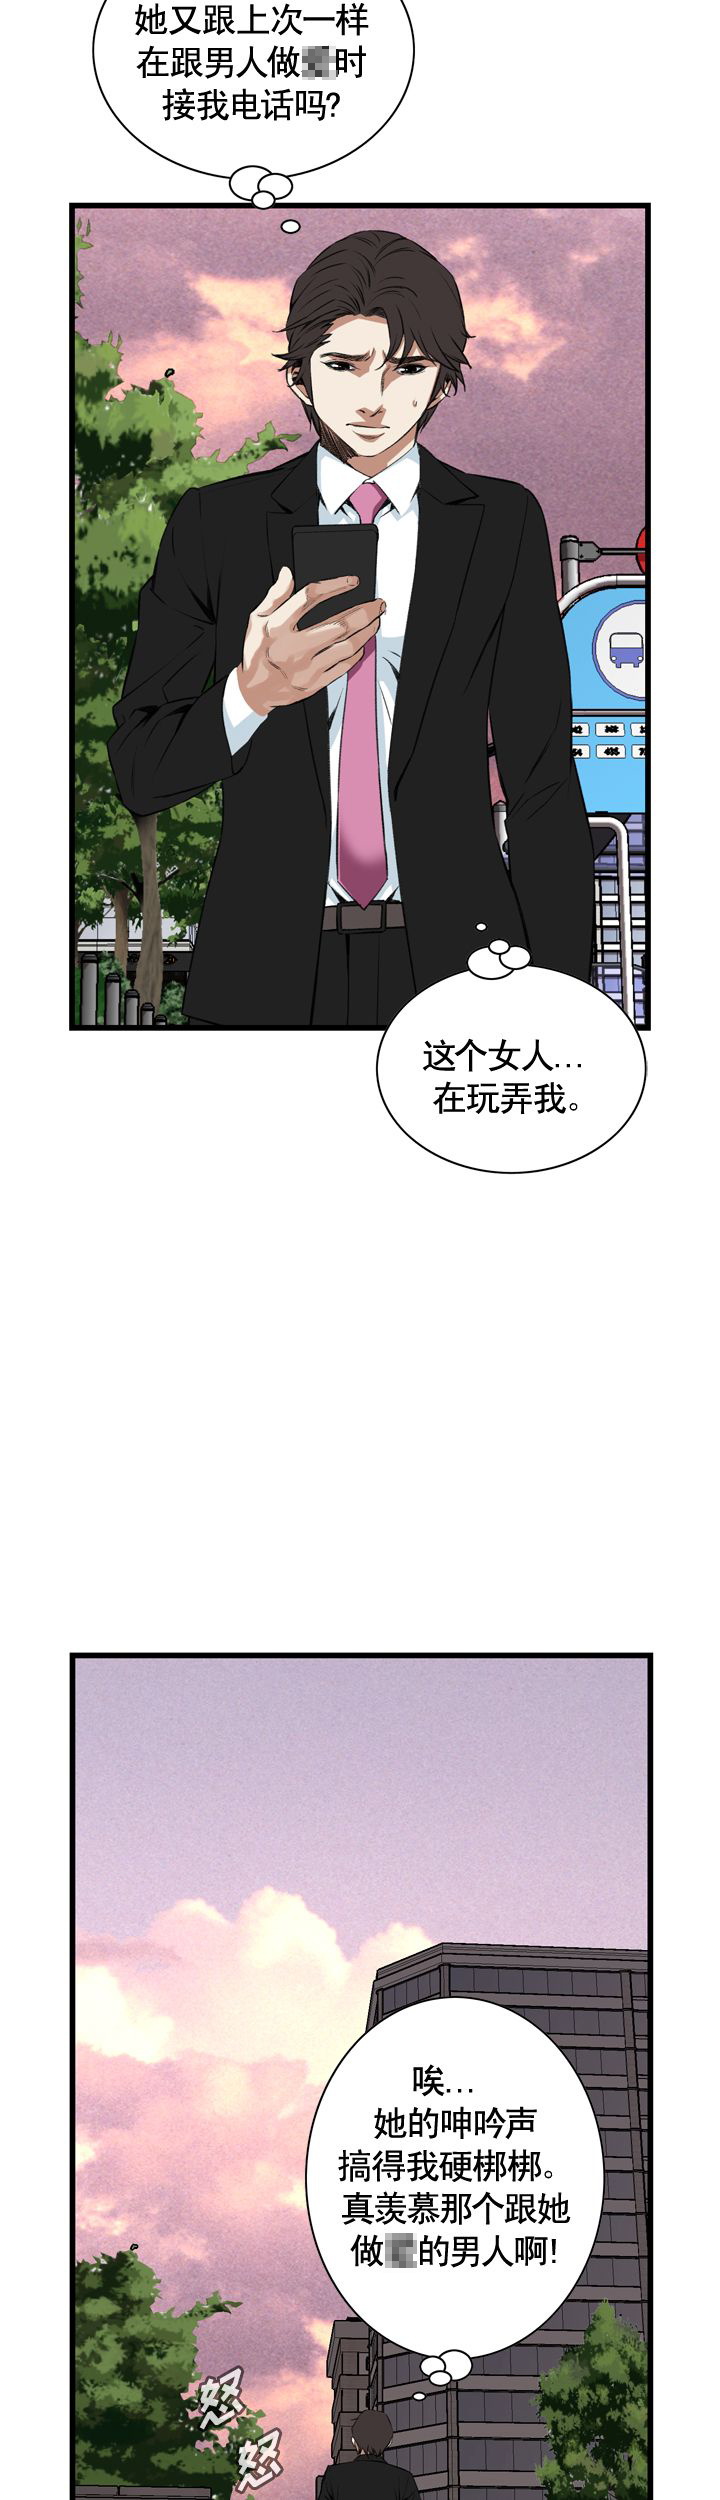 她又跟上次一样
在跟男人做时
接我电话吗?
这个女人…
在玩弄我。
唉…
她的呻吟声
搞得我硬梆梆。
真羡慕那个跟她
做的男人啊!
怒
怒